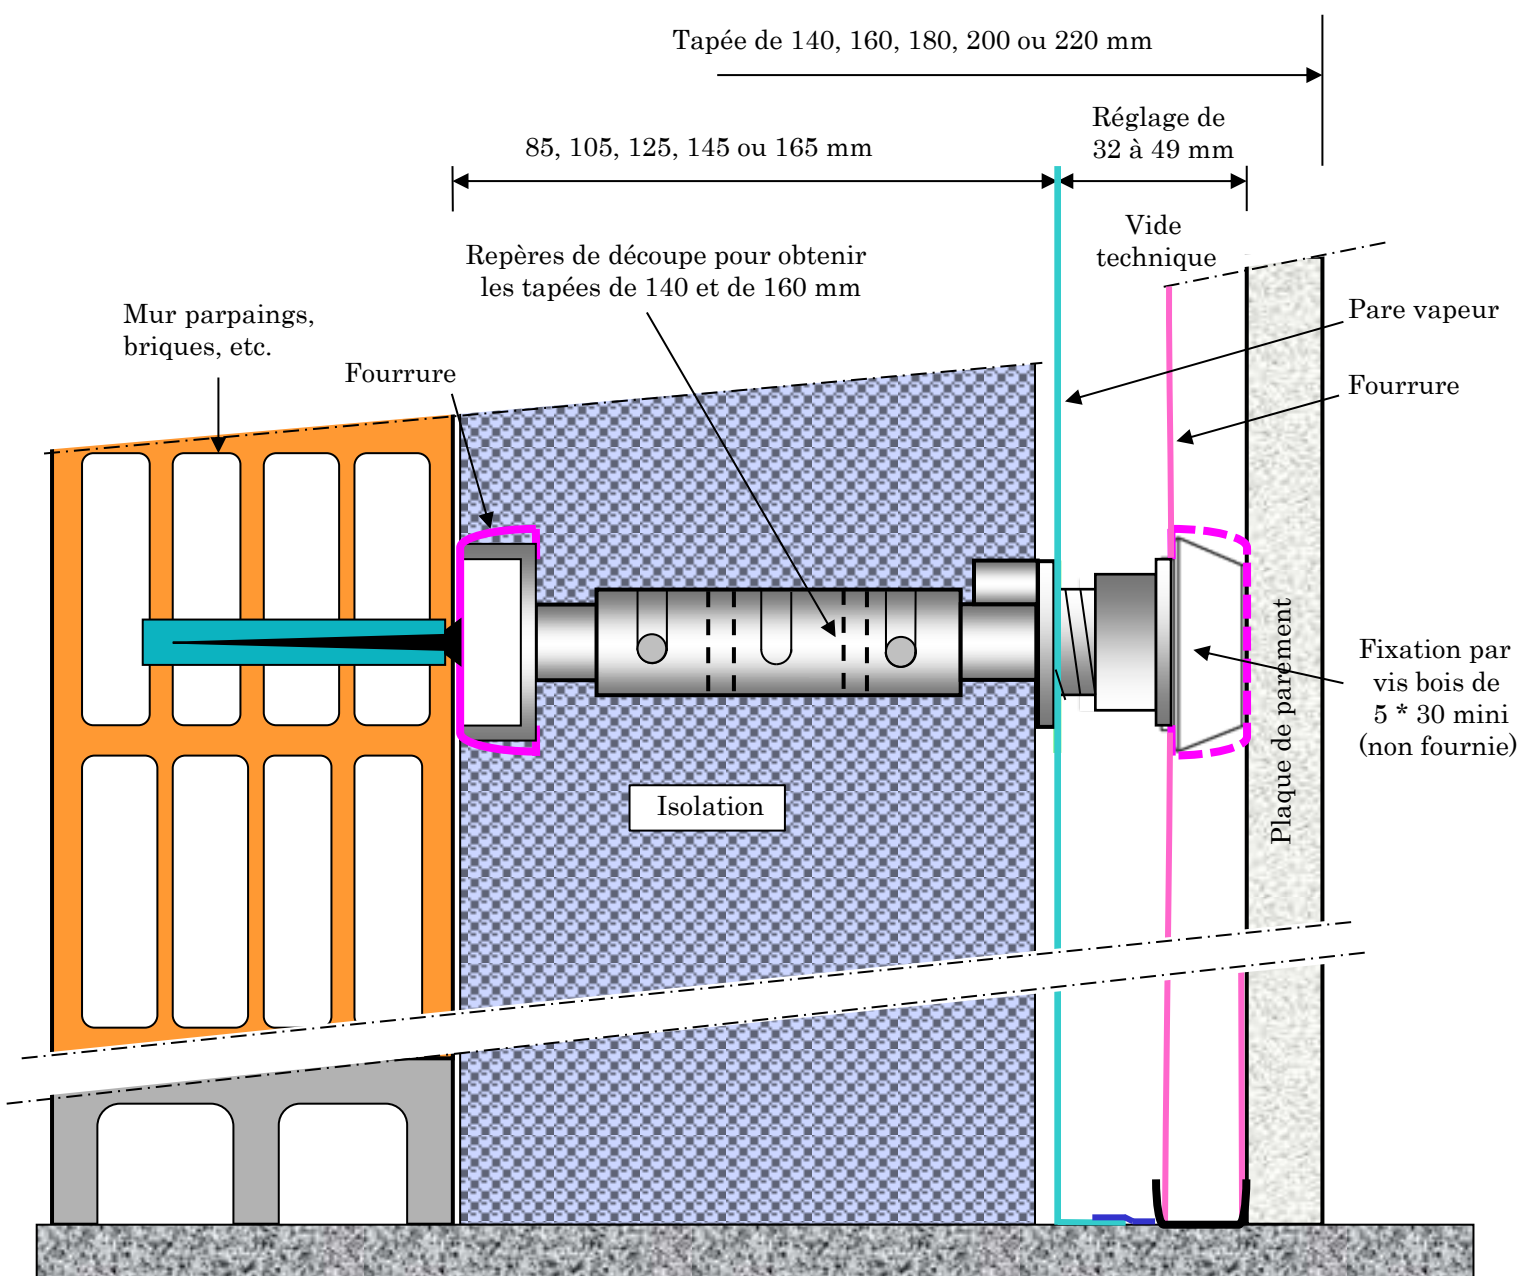 Tapée de 140, 160, 180, 200 ou 220 mm
Réglage de
32 à 49 mm
85, 105, 125, 145 ou 165 mm
Vide
technique
Repères de découpe pour obtenir
les tapées de 140 et de 160 mm
Mur parpaings,
briques, etc.
Fourrure
Pare vapeur
Fourrure
Plaque de parement
Fixation par
vis bois de
5 * 30 mini
(non fournie)
Isolation